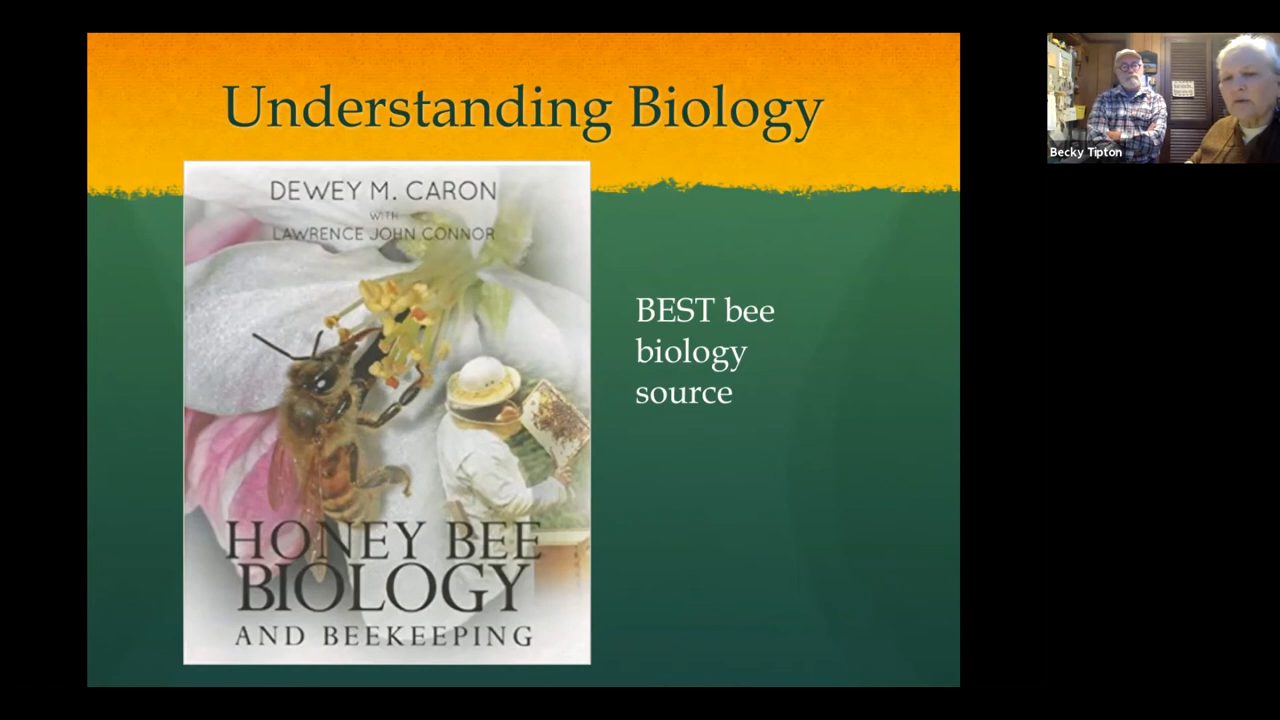 Understanding Biology
DEWEY M. CARON
WITH
LAWRENCE JOHN CONNOR
HONEY BEE
BIOLOGY
AND BEEKEEPING
BEST bee
biology
source
Becky Tipton